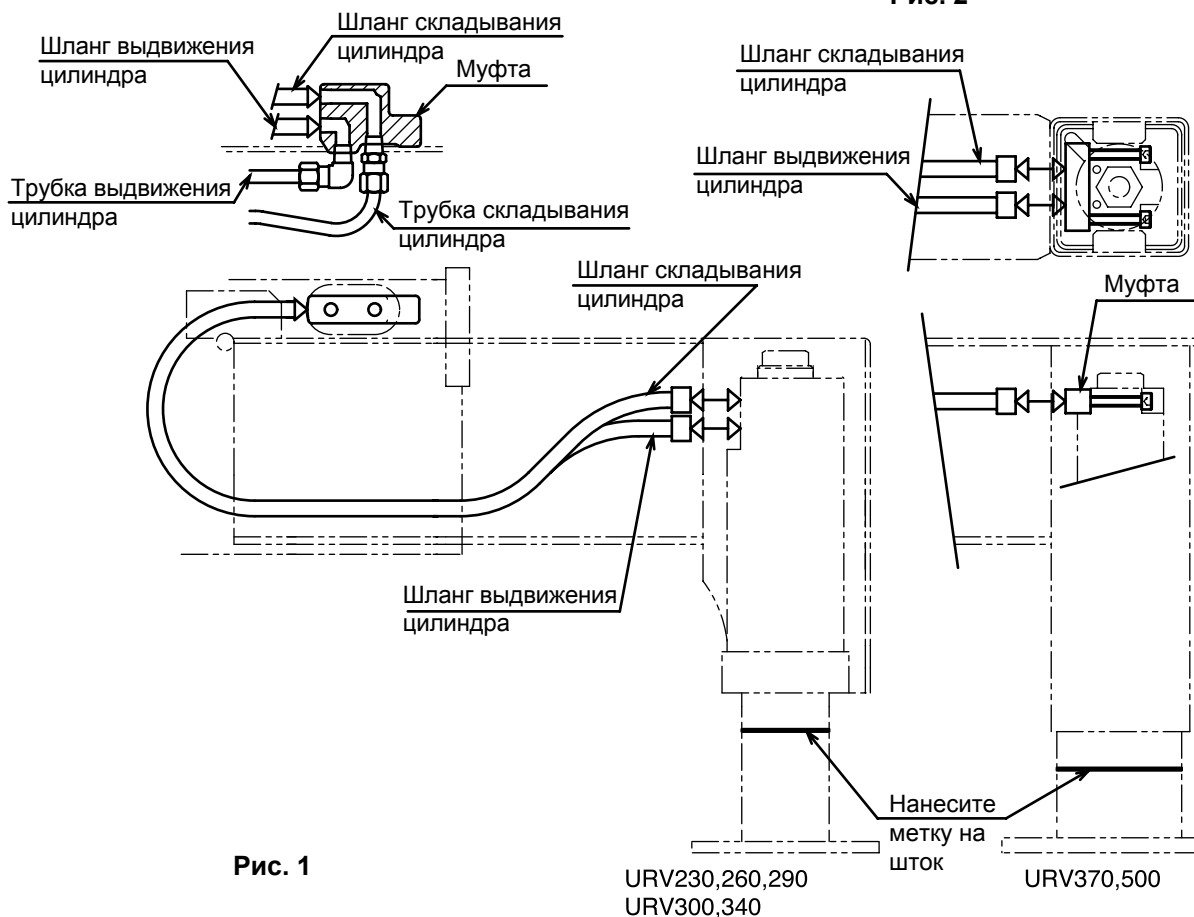 Рис. 2
Шланг складывания
цилиндра
Шланг выдвижения
цилиндра
Муфта
Трубка выдвижения
цилиндра
Трубка складывания
цилиндра
Шланг складывания
цилиндра
Шланг выдвижения
цилиндра
Шланг складывания
цилиндра
Шланг выдвижения
цилиндра
Муфта
Нанесите
метку на
шток
Рис. 1
URV230,260,290
URV300,340
URV370,500